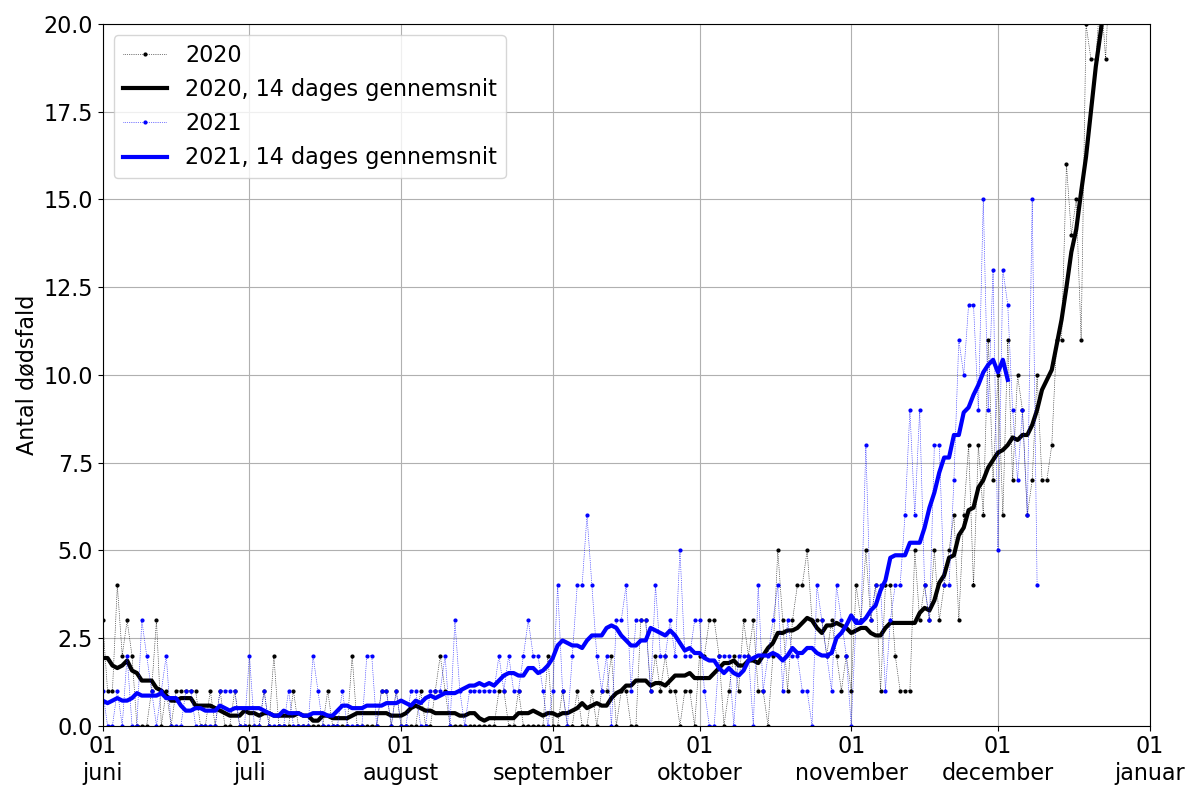 20.0
17.5
15.0
12.5
10.0
7.5
5.0
2.5
0.0
Antal dødsfald
2020
2020, 14 dages gennemsnit
2021
2021, 14 dages gennemsnit
01 01 01 01 01 01 01 01
juni juli august september oktober november december januar